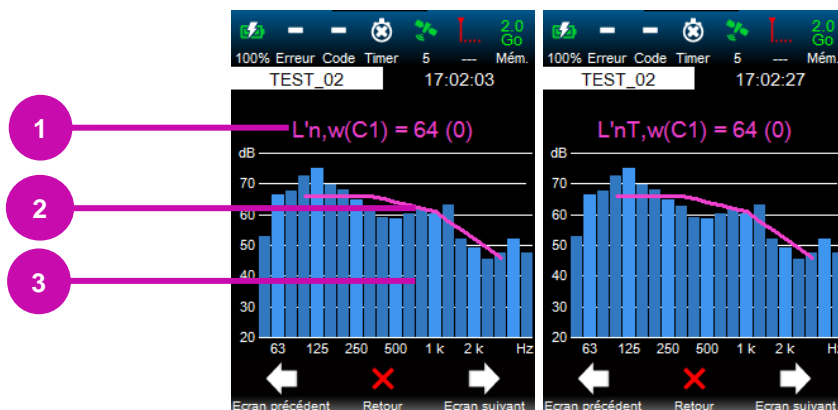 2.0
Go
100% Erreur Code Timer 5 --- Mém.
TEST_02 17:02:03
L'n,w(C1) = 64 (0)
dB
70
60
50
40
30
20
63 125 250 500 1 k 2 k Hz
Ecran précédent Retour Ecran suivant
2.0
Go
100% Erreur Code Timer 5 --- Mém.
TEST_02 17:02:27
L'nT,w(C1) = 64 (0)
dB
70
60
50
40
30
20
63 125 250 500 1 k 2 k Hz
Ecran précédent Retour Ecran suivant
1
2
3